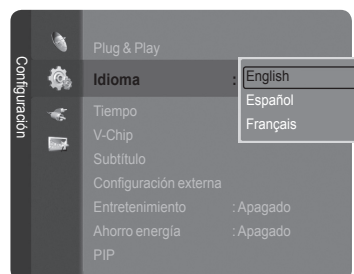 Configuración
Plug & Play
Idioma : English
Español
Français
Tiempo
V-Chip
Subtítulo
Configuración externa
Entretenimiento : Apagado
Ahorro energía : Apagado
PIP